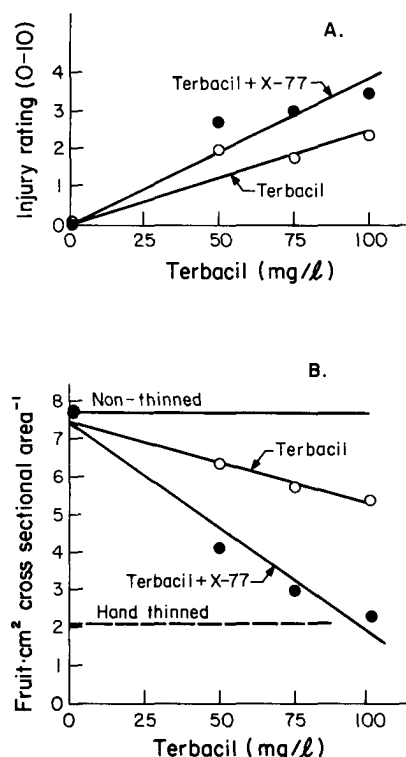 A.
Injury rating (0-10)
4
3
2
1
0
Terbacil + X-77
Terbacil
0 25 50 75 100
Terbacil (mg/ℓ)
B.
Fruit·cm² cross sectional area⁻¹
8
7
6
5
4
3
2
1
0
Non-thinned
Terbacil
Terbacil + X-77
Hand thinned
0 25 50 75 100
Terbacil (mg/ℓ)